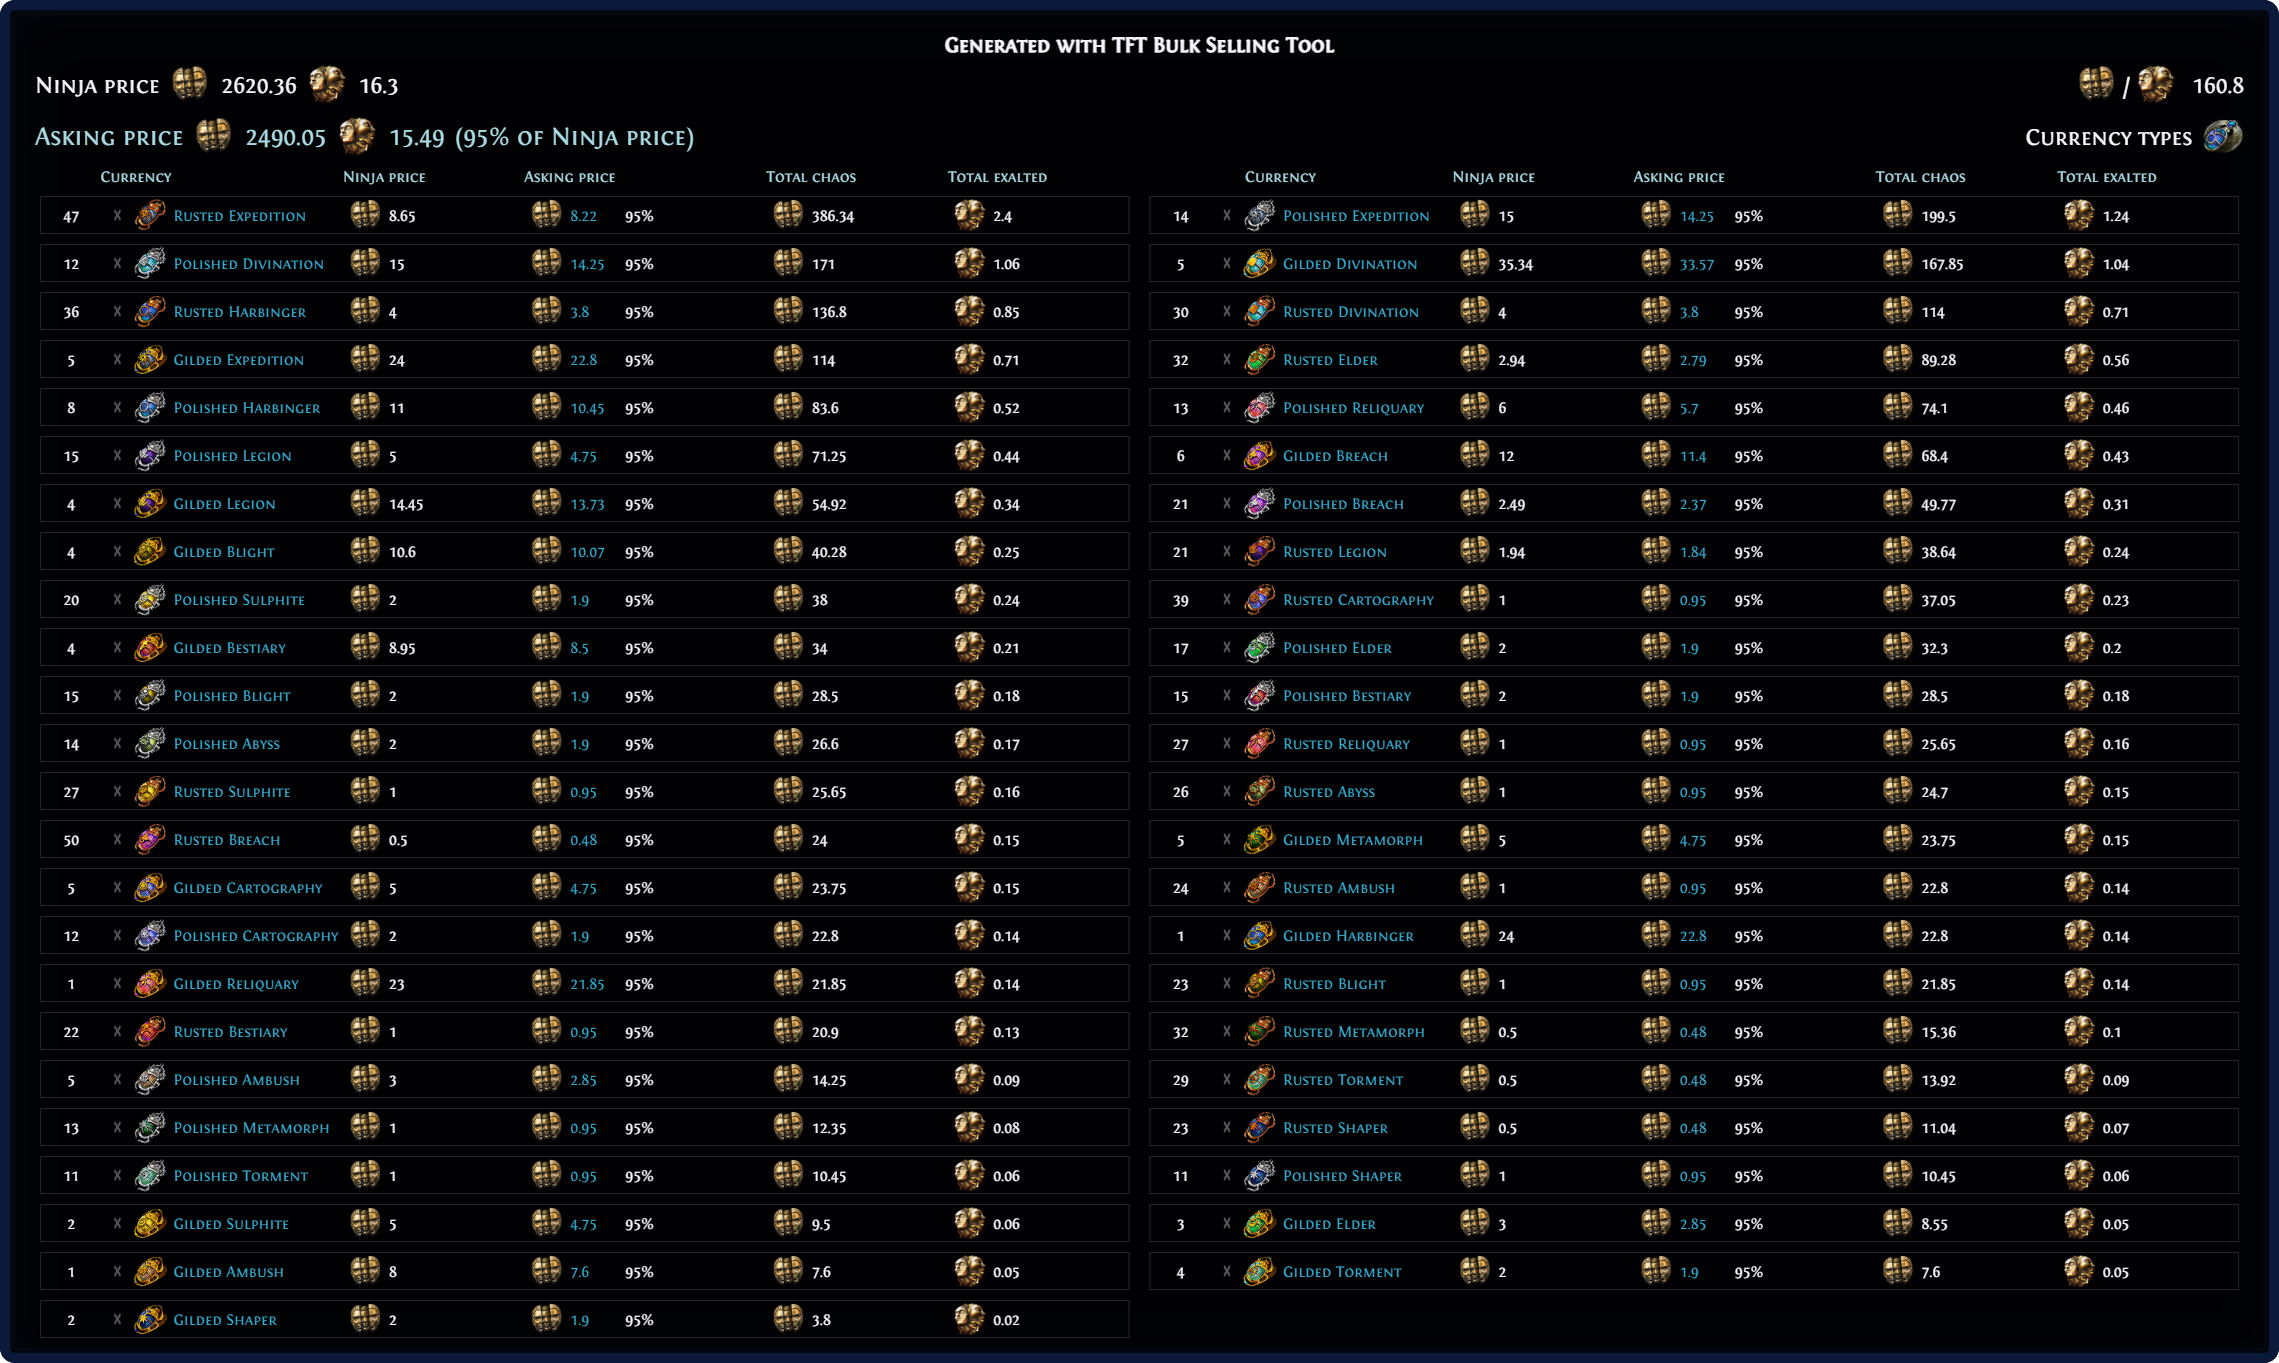 Generated with TFT Bulk Selling Tool
Ninja price 2620.36 16.3 / 160.8
Asking price 2490.05 15.49 (95% of Ninja price) Currency types
Currency Ninja price Asking price Total chaos Total exalted Currency Ninja price Asking price Total chaos Total exalted
47 x Rusted Expedition 8.65 8.22 95% 386.34 2.4 14 x Polished Expedition 15 14.25 95% 199.5 1.24
12 x Polished Divination 15 14.25 95% 171 1.06 5 x Gilded Divination 35.34 33.57 95% 167.85 1.04
36 x Rusted Harbinger 4 3.8 95% 136.8 0.85 30 x Rusted Divination 4 3.8 95% 114 0.71
5 x Gilded Expedition 24 22.8 95% 114 0.71 32 x Rusted Elder 2.94 2.79 95% 89.28 0.56
8 x Polished Harbinger 11 10.45 95% 83.6 0.52 13 x Polished Reliquary 6 5.7 95% 74.1 0.46
15 x Polished Legion 5 4.75 95% 71.25 0.44 6 x Gilded Breach 12 11.4 95% 68.4 0.43
4 x Gilded Legion 14.45 13.73 95% 54.92 0.34 21 x Polished Breach 2.49 2.37 95% 49.77 0.31
4 x Gilded Blight 10.6 10.07 95% 40.28 0.25 21 x Rusted Legion 1.94 1.84 95% 38.64 0.24
20 x Polished Sulphite 2 1.9 95% 38 0.24 39 x Rusted Cartography 1 0.95 95% 37.05 0.23
4 x Gilded Bestiary 8.95 8.5 95% 34 0.21 17 x Polished Elder 2 1.9 95% 32.3 0.2
15 x Polished Blight 2 1.9 95% 28.5 0.18 15 x Polished Bestiary 2 1.9 95% 28.5 0.18
14 x Polished Abyss 2 1.9 95% 26.6 0.17 27 x Rusted Reliquary 1 0.95 95% 25.65 0.16
27 x Rusted Sulphite 1 0.95 95% 25.65 0.16 26 x Rusted Abyss 1 0.95 95% 24.7 0.15
50 x Rusted Breach 0.5 0.48 95% 24 0.15 5 x Gilded Metamorph 5 4.75 95% 23.75 0.15
5 x Gilded Cartography 5 4.75 95% 23.75 0.15 24 x Rusted Ambush 1 0.95 95% 22.8 0.14
12 x Polished Cartography 2 1.9 95% 22.8 0.14 1 x Gilded Harbinger 24 22.8 95% 22.8 0.14
1 x Gilded Reliquary 23 21.85 95% 21.85 0.14 23 x Rusted Blight 1 0.95 95% 21.85 0.14
22 x Rusted Bestiary 1 0.95 95% 20.9 0.13 32 x Rusted Metamorph 0.5 0.48 95% 15.36 0.1
5 x Polished Ambush 3 2.85 95% 14.25 0.09 29 x Rusted Torment 0.5 0.48 95% 13.92 0.09
13 x Polished Metamorph 1 0.95 95% 12.35 0.08 23 x Rusted Shaper 0.5 0.48 95% 11.04 0.07
11 x Polished Torment 1 0.95 95% 10.45 0.06 11 x Polished Shaper 1 0.95 95% 10.45 0.06
2 x Gilded Sulphite 5 4.75 95% 9.5 0.06 3 x Gilded Elder 3 2.85 95% 8.55 0.05
1 x Gilded Ambush 8 7.6 95% 7.6 0.05 4 x Gilded Torment 2 1.9 95% 7.6 0.05
2 x Gilded Shaper 2 1.9 95% 3.8 0.02